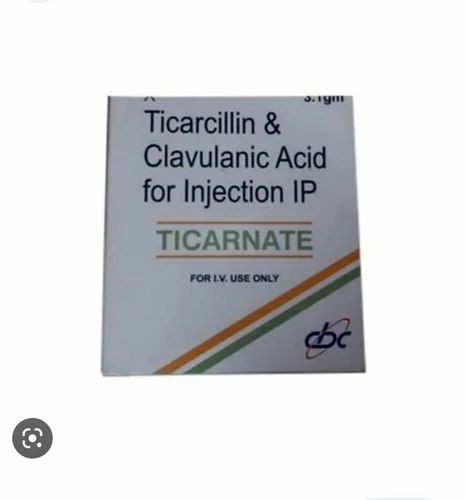 3.1gm
Ticarcillin &
Clavulanic Acid
for Injection IP
TICARNATE
FOR I.V. USE ONLY
cbc